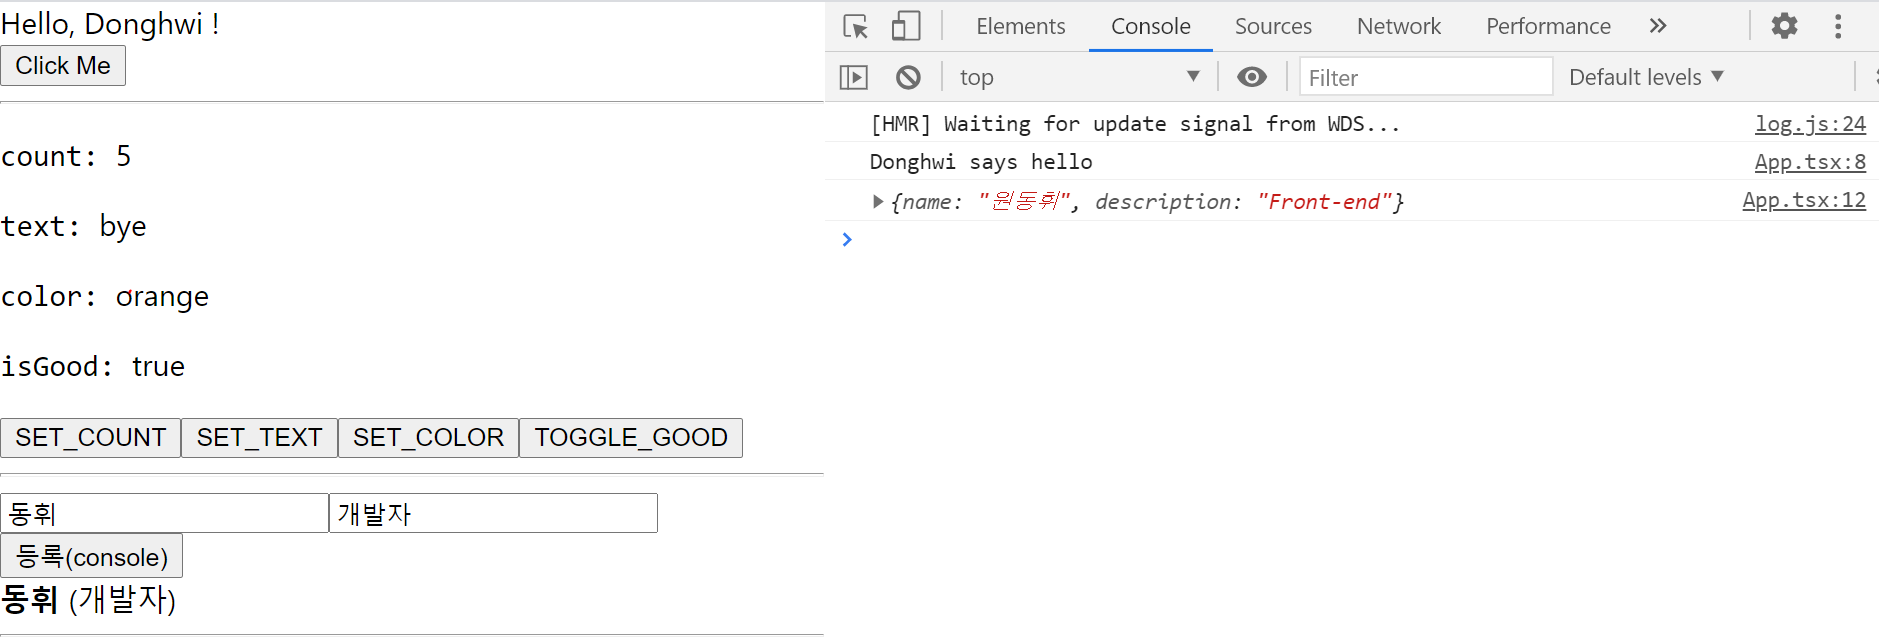 Hello, Donghwi !
Click Me
count: 5
text: bye
color: orange
isGood: true
SET_COUNT SET_TEXT SET_COLOR TOGGLE_GOOD
동휘 개발자
등록(console)
동휘 (개발자)
Elements Console Sources Network Performance »
top ▼ Filter Default levels ▼
[HMR] Waiting for update signal from WDS... log.js:24
Donghwi says hello App.tsx:8
▶ {name: "원동휘", description: "Front-end"} App.tsx:12